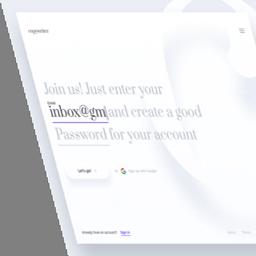 Join us! Just enter your
Email
inbox@gm and create a good
Password for your account
Let's go!
or
Sign up with Google
Already have an account? Sign in